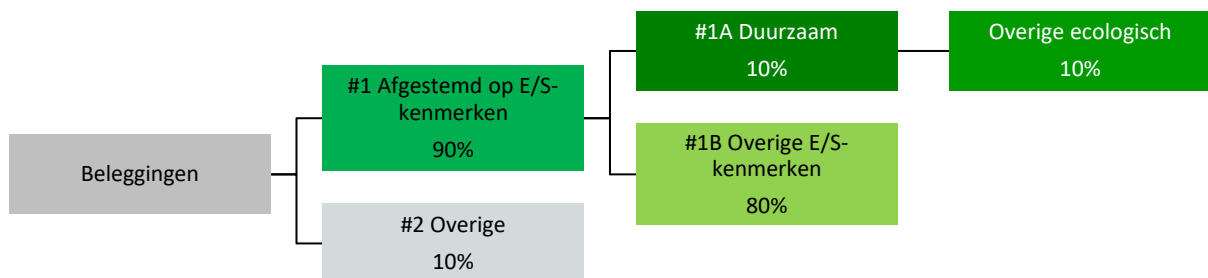 Beleggingen
#1 Afgestemd op E/S-
kenmerken
90%
#2 Overige
10%
#1A Duurzaam
10%
#1B Overige E/S-
kenmerken
80%
Overige ecologisch
10%